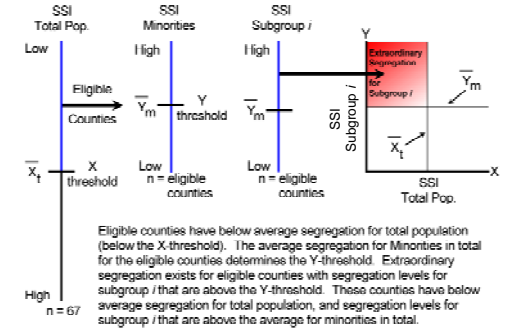 SSI
Total Pop.
Low
Eligible
Counties
X̄t
X
threshold
High
n = 67
SSI
Minorities
High
Ȳm
Y
threshold
Low
n = eligible
counties
SSI
Subgroup i
High
Ȳm
Low
n = eligible
counties
Y
Extraordinary
Segregation
for
Subgroup i
SSI
Subgroup i
Ȳm
X̄t
X
SSI
Total Pop.
Eligible counties have below average segregation for total population
(below the X-threshold). The average segregation for Minorities in total
for the eligible counties determines the Y-threshold. Extraordinary
segregation exists for eligible counties with segregation levels for
subgroup i that are above the Y-threshold. These counties have below
average segregation for total population, and segregation levels for
subgroup i that are above the average for minorities in total.